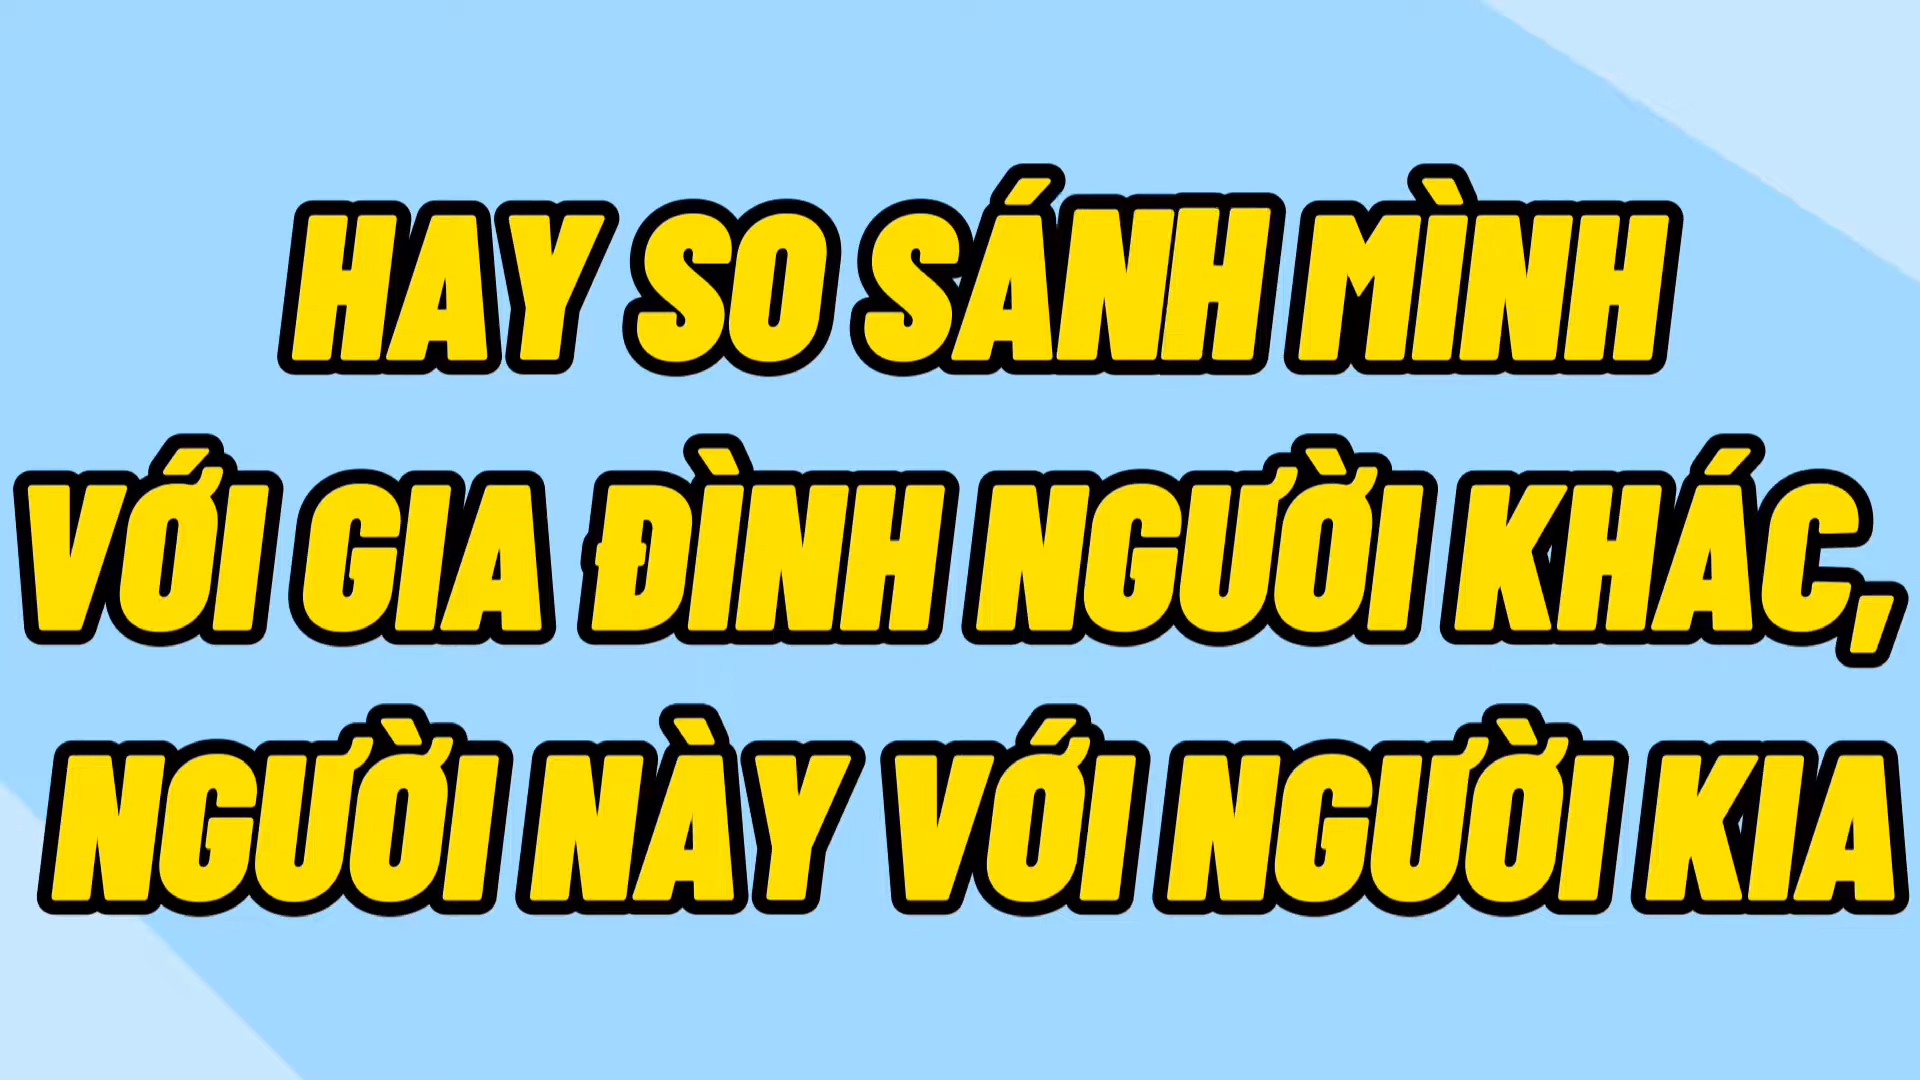 HAY SO SÁNH MÌNH
VỚI GIA ĐÌNH NGƯỜI KHÁC,
NGƯỜI NÀY VỚI NGƯỜI KIA